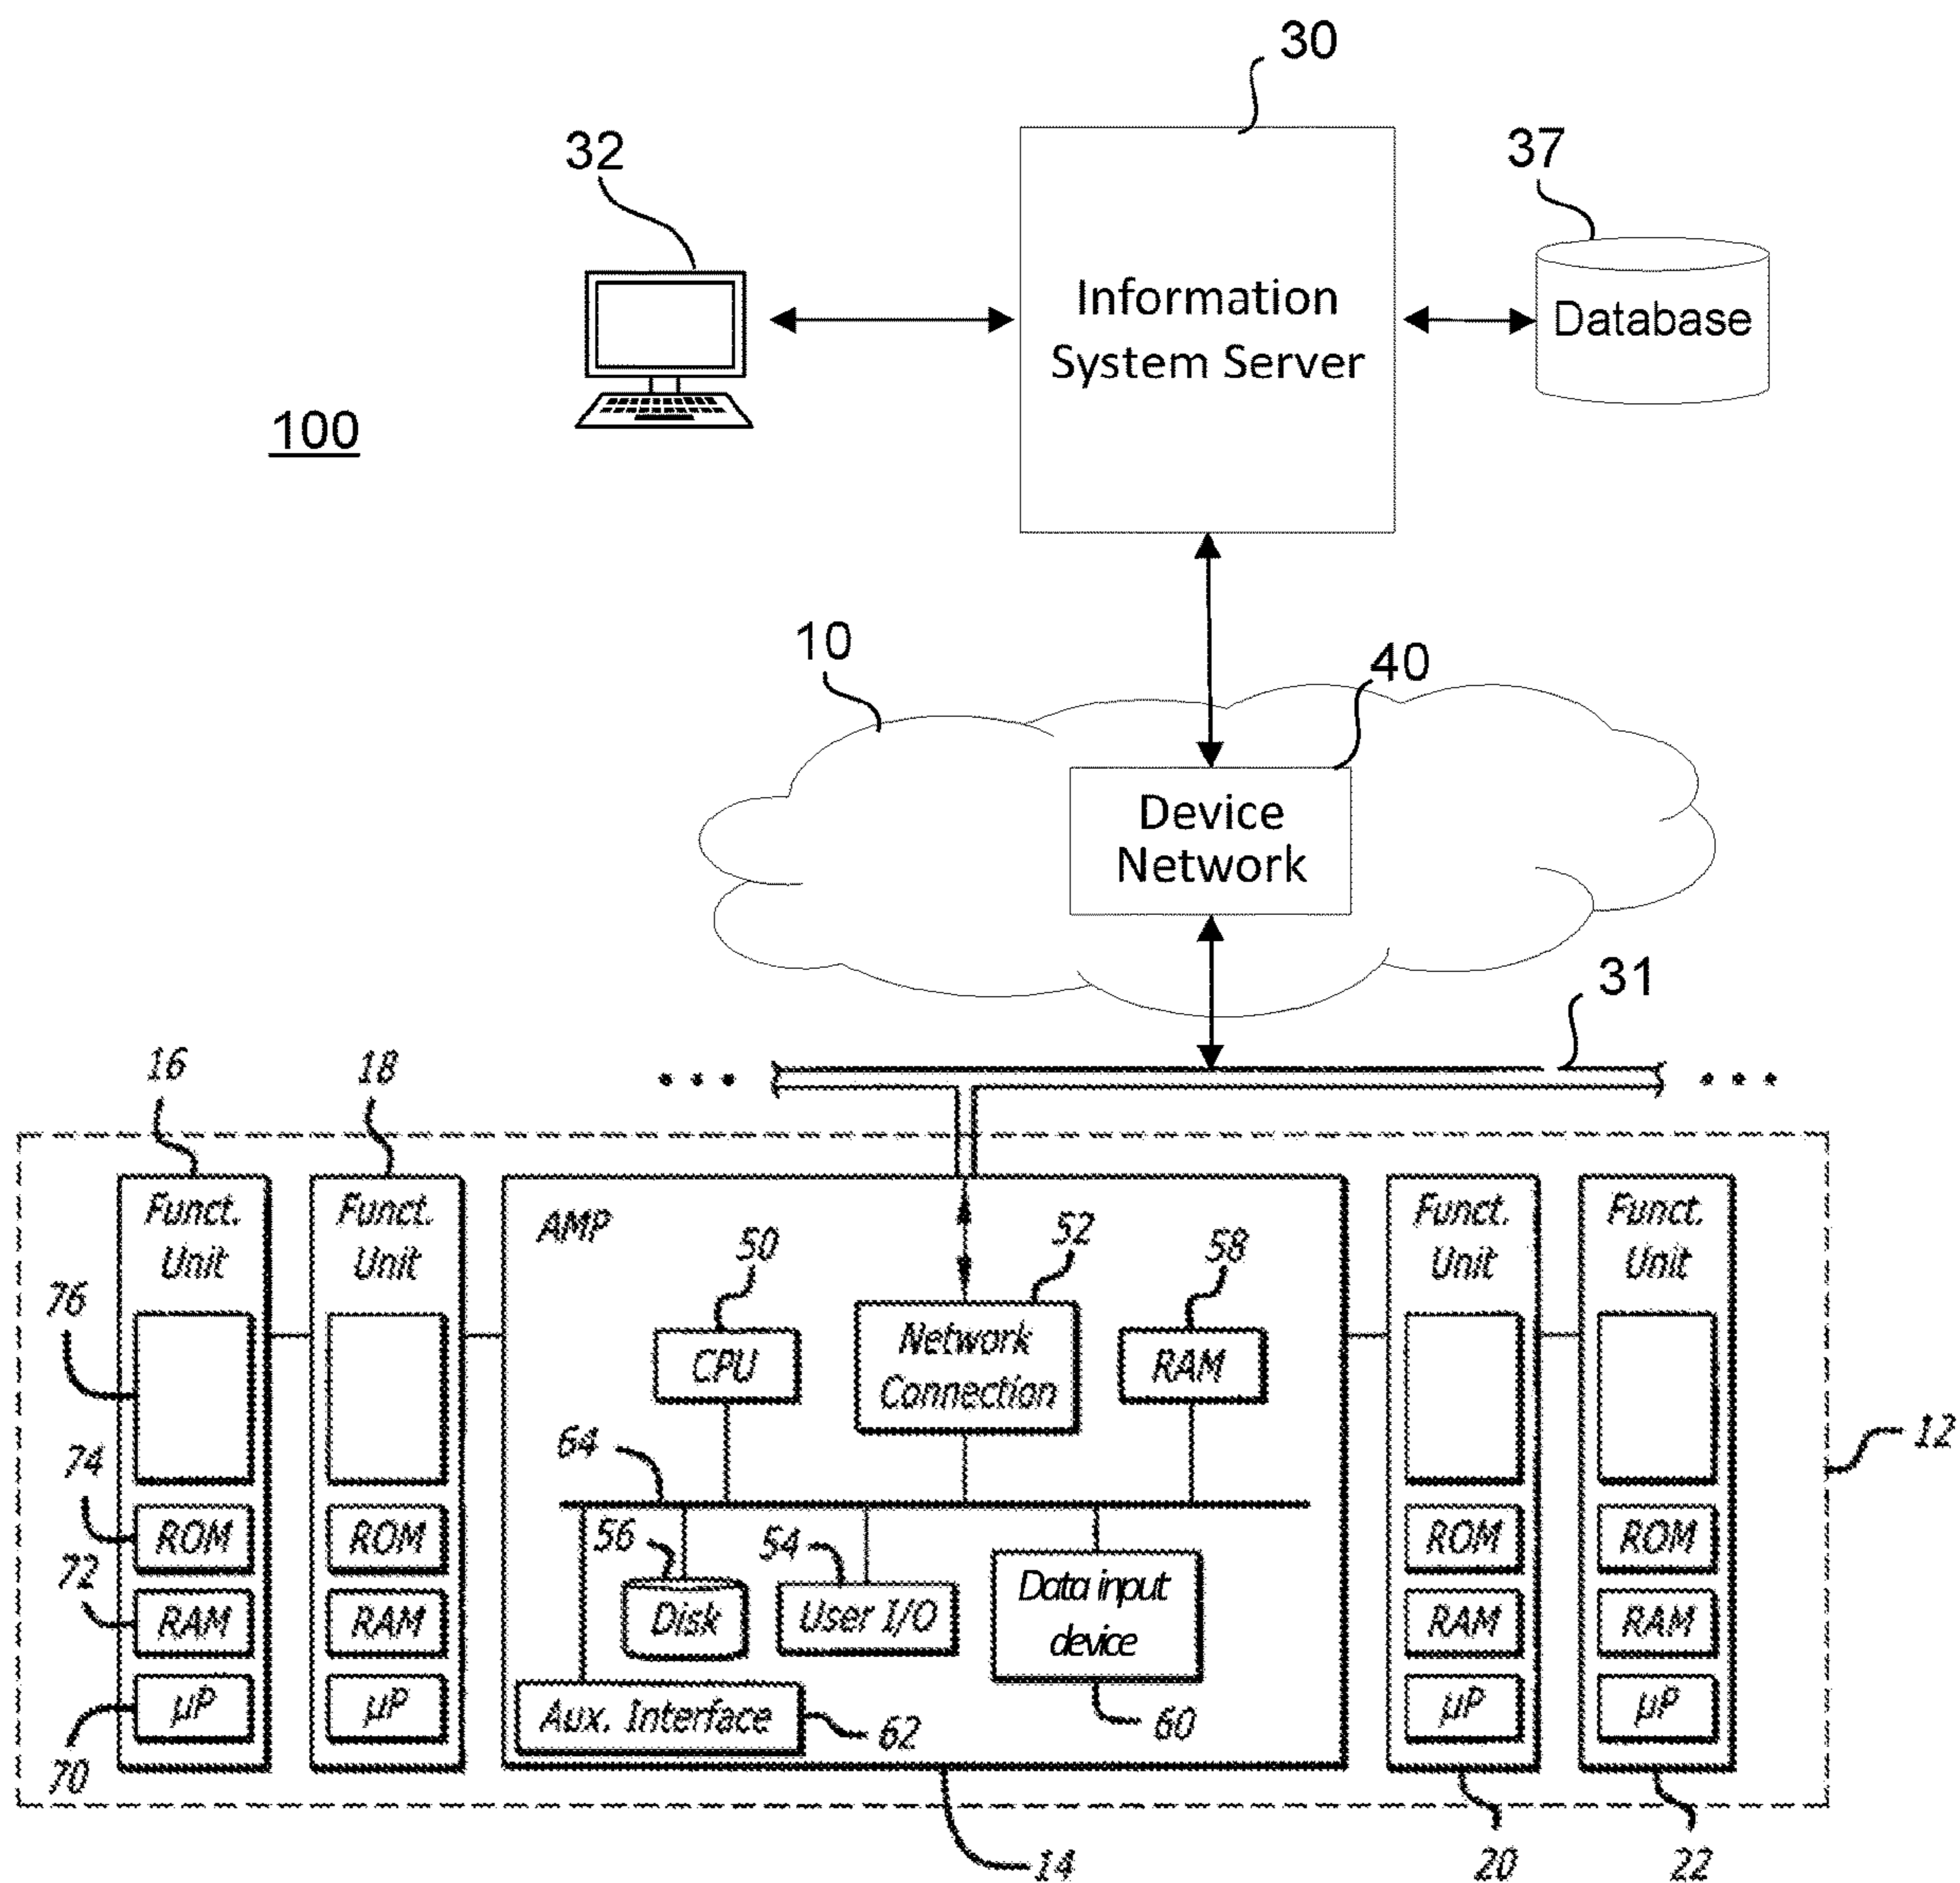 30
32
37
Information
System Server
Database
100
10
40
Device
Network
31
16
18
Funct.
Unit
Funct.
Unit
AMP
50
52
58
Funct.
Unit
Funct.
Unit
76
CPU
Network
Connection
RAM
64
12
74
ROM
ROM
56
54
ROM
ROM
72
RAM
RAM
Disk
User I/O
Data input
device
RAM
RAM
70
µP
µP
Aux. Interface
62
60
µP
µP
14
20
22